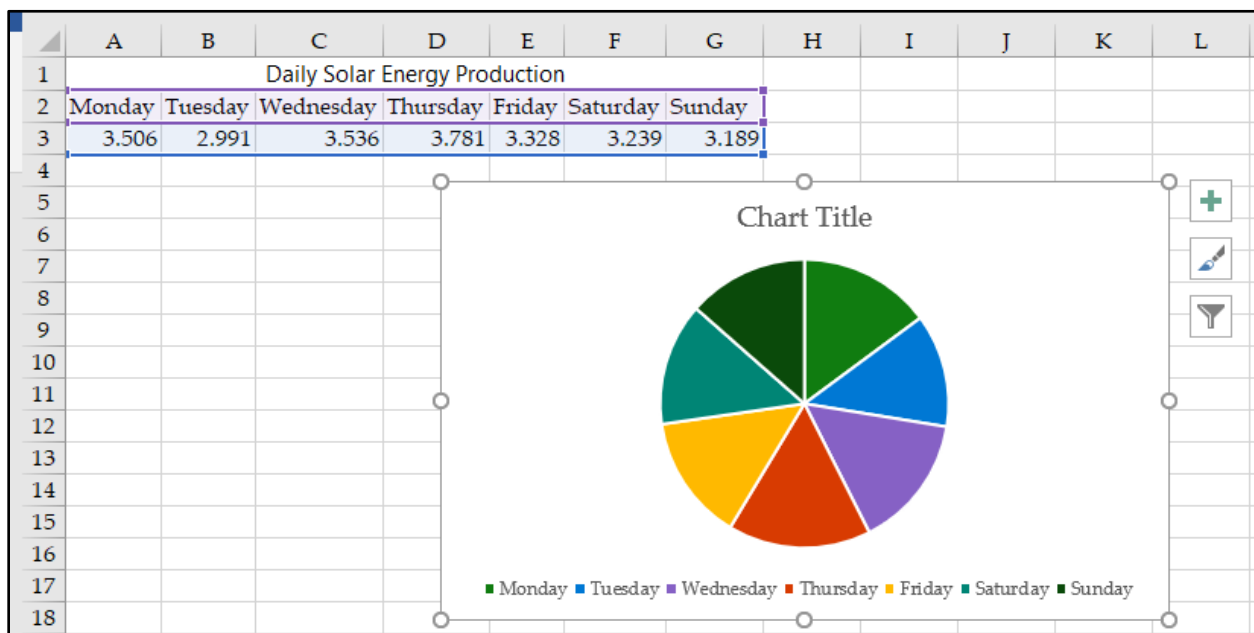 A B C D E F G H I J K L
1 Daily Solar Energy Production
2 Monday Tuesday Wednesday Thursday Friday Saturday Sunday
3 3.506 2.991 3.536 3.781 3.328 3.239 3.189
4
5
Chart Title
6
7
8
9
10
11
12
13
14
15
16
17
Monday Tuesday Wednesday Thursday Friday Saturday Sunday
18